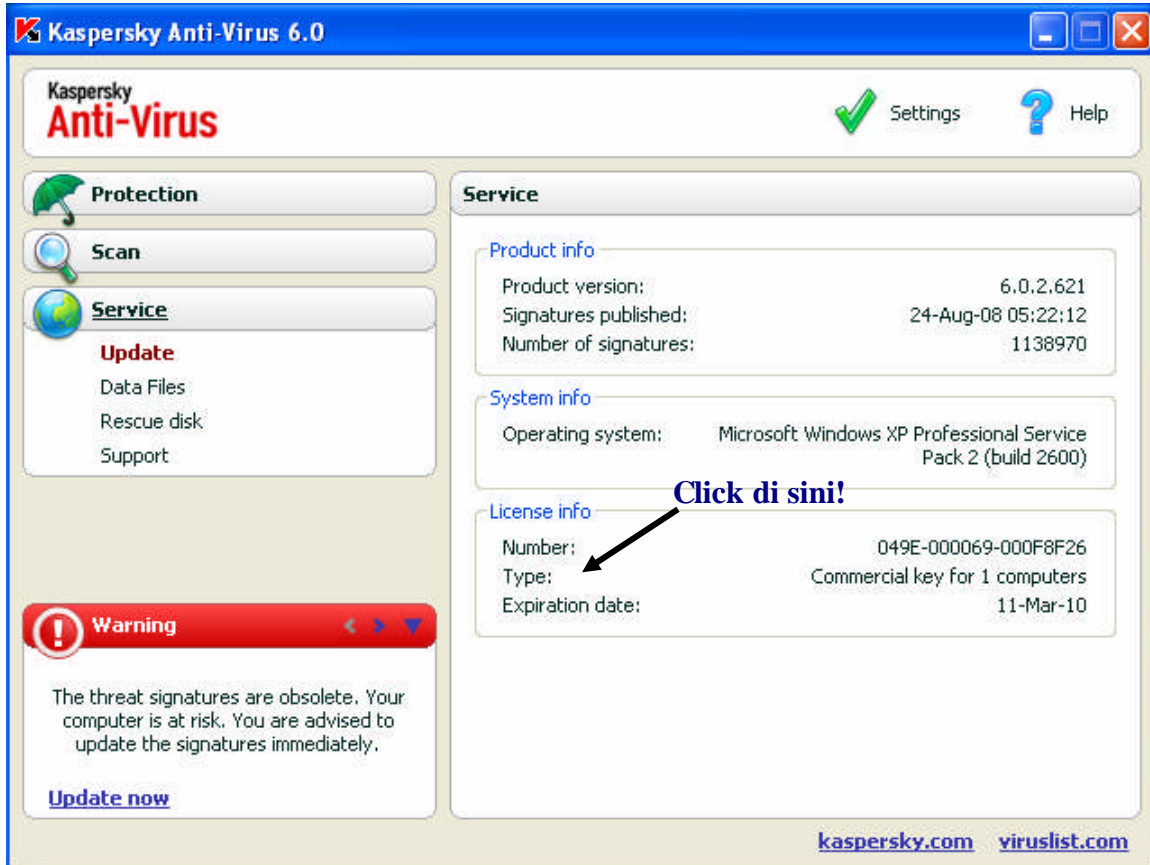 Kaspersky Anti-Virus 6.0
Kaspersky
Anti-Virus
Settings
Help
Protection
Scan
Service
Update
Data Files
Rescue disk
Support
Warning
The threat signatures are obsolete. Your
computer is at risk. You are advised to
update the signatures immediately.
Update now
Service
Product info
Product version: 6.0.2.621
Signatures published: 24-Aug-08 05:22:12
Number of signatures: 1138970
System info
Operating system: Microsoft Windows XP Professional Service
Pack 2 (build 2600)
Click di sini!
License info
Number: 049E-000069-000F8F26
Type: Commercial key for 1 computers
Expiration date: 11-Mar-10
kaspersky.com viruslist.com